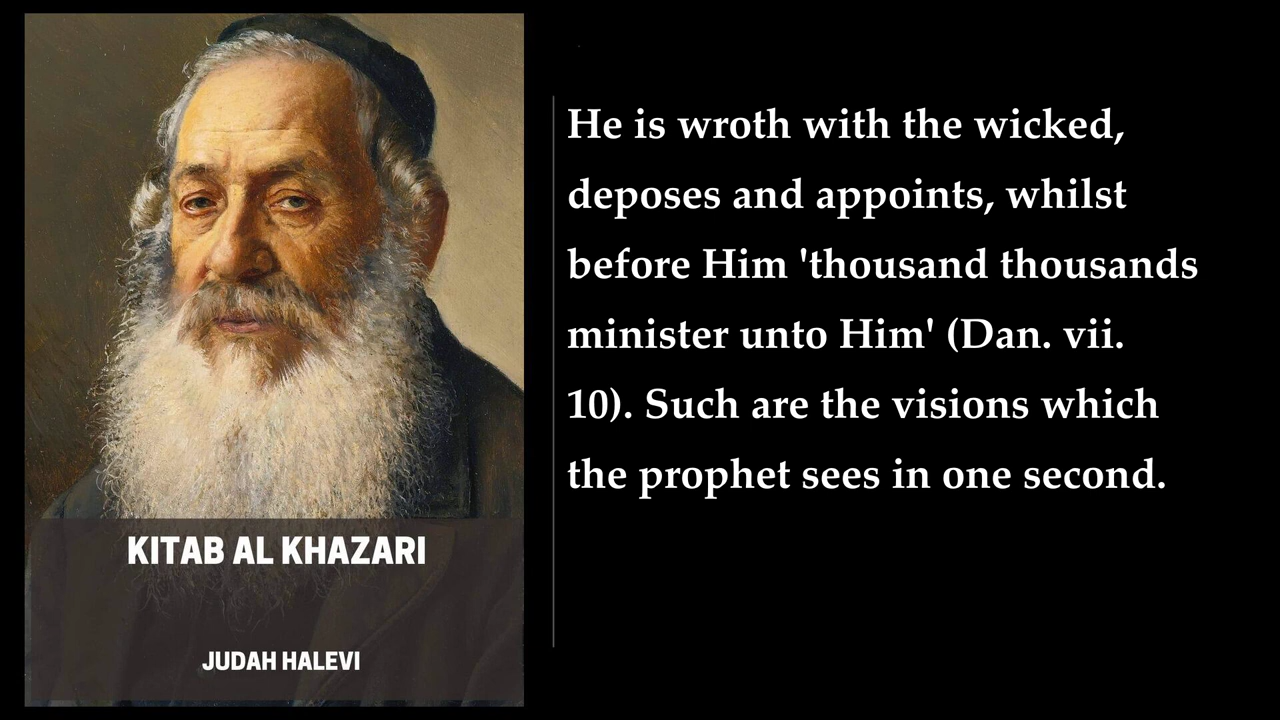 KITAB AL KHAZARI
JUDAH HALEVI
He is wroth with the wicked,
deposes and appoints, whilst
before Him 'thousand thousands
minister unto Him' (Dan. vii.
10). Such are the visions which
the prophet sees in one second.